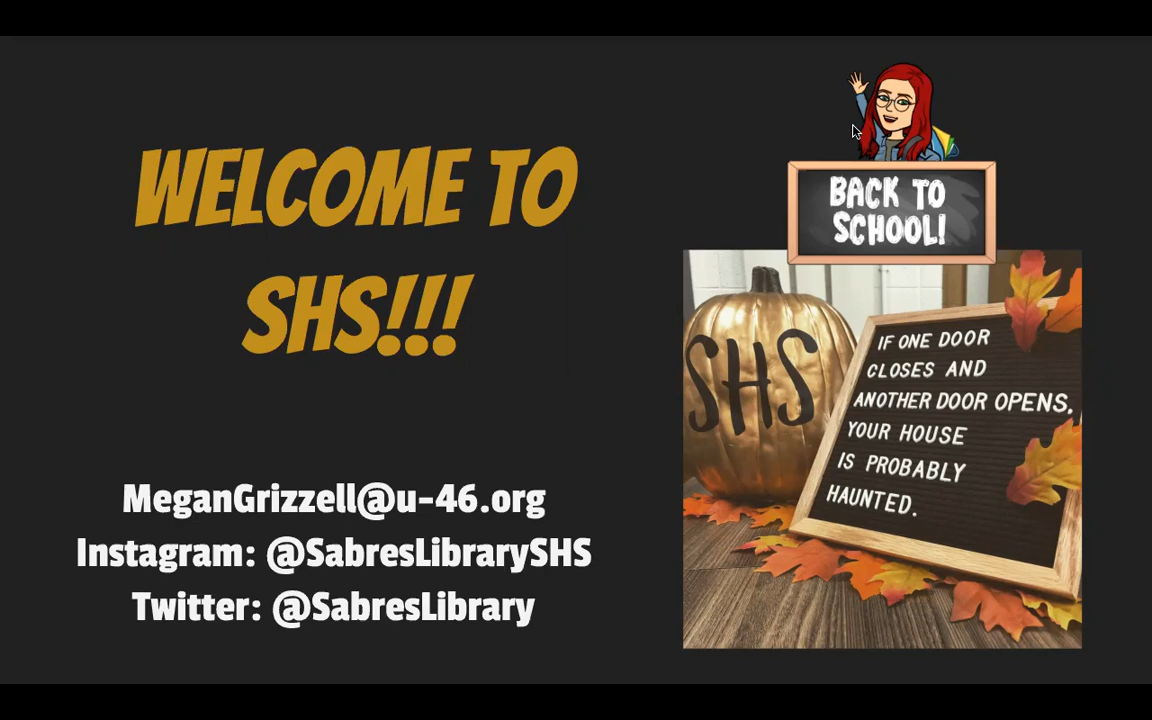 WELCOME TO
SHS!!!
MeganGrizzell@u-46.org
Instagram: @SabresLibrarySHS
Twitter: @SabresLibrary
BACK TO
SCHOOL!
SHS
IF ONE DOOR
CLOSES AND
ANOTHER DOOR OPENS,
YOUR HOUSE
IS PROBABLY
HAUNTED.